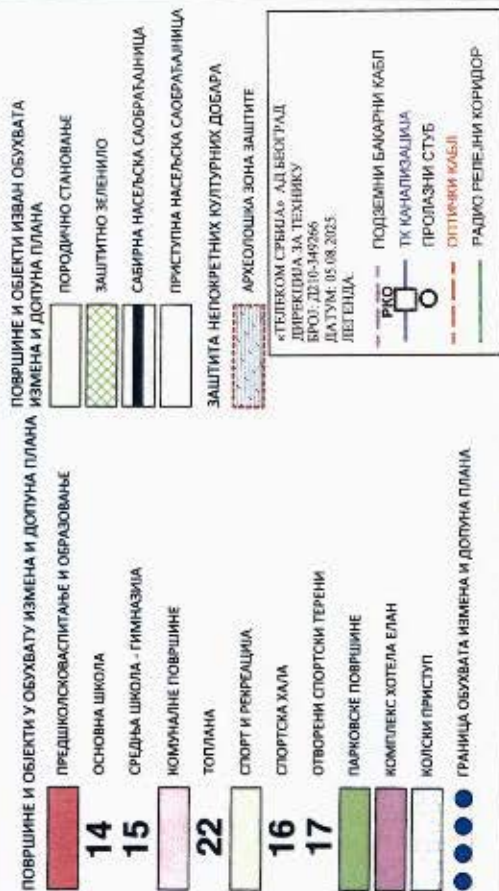 ПОВРШИНЕ И ОБЈЕКТИ У ОБУХВАТУ ИЗМЕНА И ДОПУНА ПЛАНА
ПРЕДШКОЛСКОВАСПИТАЊЕ И ОБРАЗОВАЊЕ
14 ОСНОВНА ШКОЛА
15 СРЕДЊА ШКОЛА - ГИМНАЗИЈА
КОМУНАЛНЕ ПОВРШИНЕ
22 ТОПЛАНА
СПОРТ И РЕКРЕАЦИЈА
16 СПОРТСКА ХАЛА
17 ОТВОРЕНИ СПОРТСКИ ТЕРЕНИ
ПАРКОВСКЕ ПОВРШИНЕ
КОМПЛЕКС ХОТЕЛА ЕЛАН
КОЛСКИ ПРИСТУП
ГРАНИЦА ОБУХВАТА ИЗМЕНА И ДОПУНА ПЛАНА
ПОВРШИНЕ И ОБЈЕКТИ ИЗВАН ОБУХВАТА
ИЗМЕНА И ДОПУНА ПЛАНА
ПОРОДИЧНО СТАНОВАЊЕ
ЗАШТИТНО ЗЕЛЕНИЛО
САБИРНА НАСЕЉСКА САОБРАЋАЈНИЦА
ПРИСТУПНА НАСЕЉСКА САОБРАЋАЈНИЦА
ЗАШТИТА НЕПОКРЕТНИХ КУЛТУРНИХ ДОБАРА
АРХЕОЛОШКА ЗОНА ЗАШТИТЕ
«ТЕЛЕКОМ СРБИЈА» АД БЕОГРАД
ДИРЕКЦИЈА ЗА ТЕХНИКУ
БРОЈ: Д210-349266
ДАТУМ: 05.08.2025.
ЛЕГЕНДА:
ПОДЗЕМНИ БАКАРНИ КАБЛ
РКО ТК КАНАЛИЗАЦИЈА
ПРОЛАЗНИ СТУБ
ОПТИЧКИ КАБЛ
РАДИО РЕЛЕЈНИ КОРИДОР